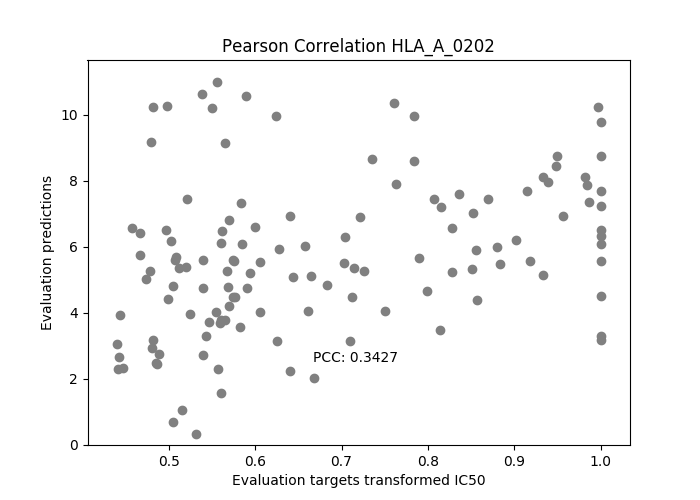 Pearson Correlation HLA_A_0202
Evaluation predictions
10
8
6
4
2
0
PCC: 0.3427
0.5 0.6 0.7 0.8 0.9 1.0
Evaluation targets transformed IC50